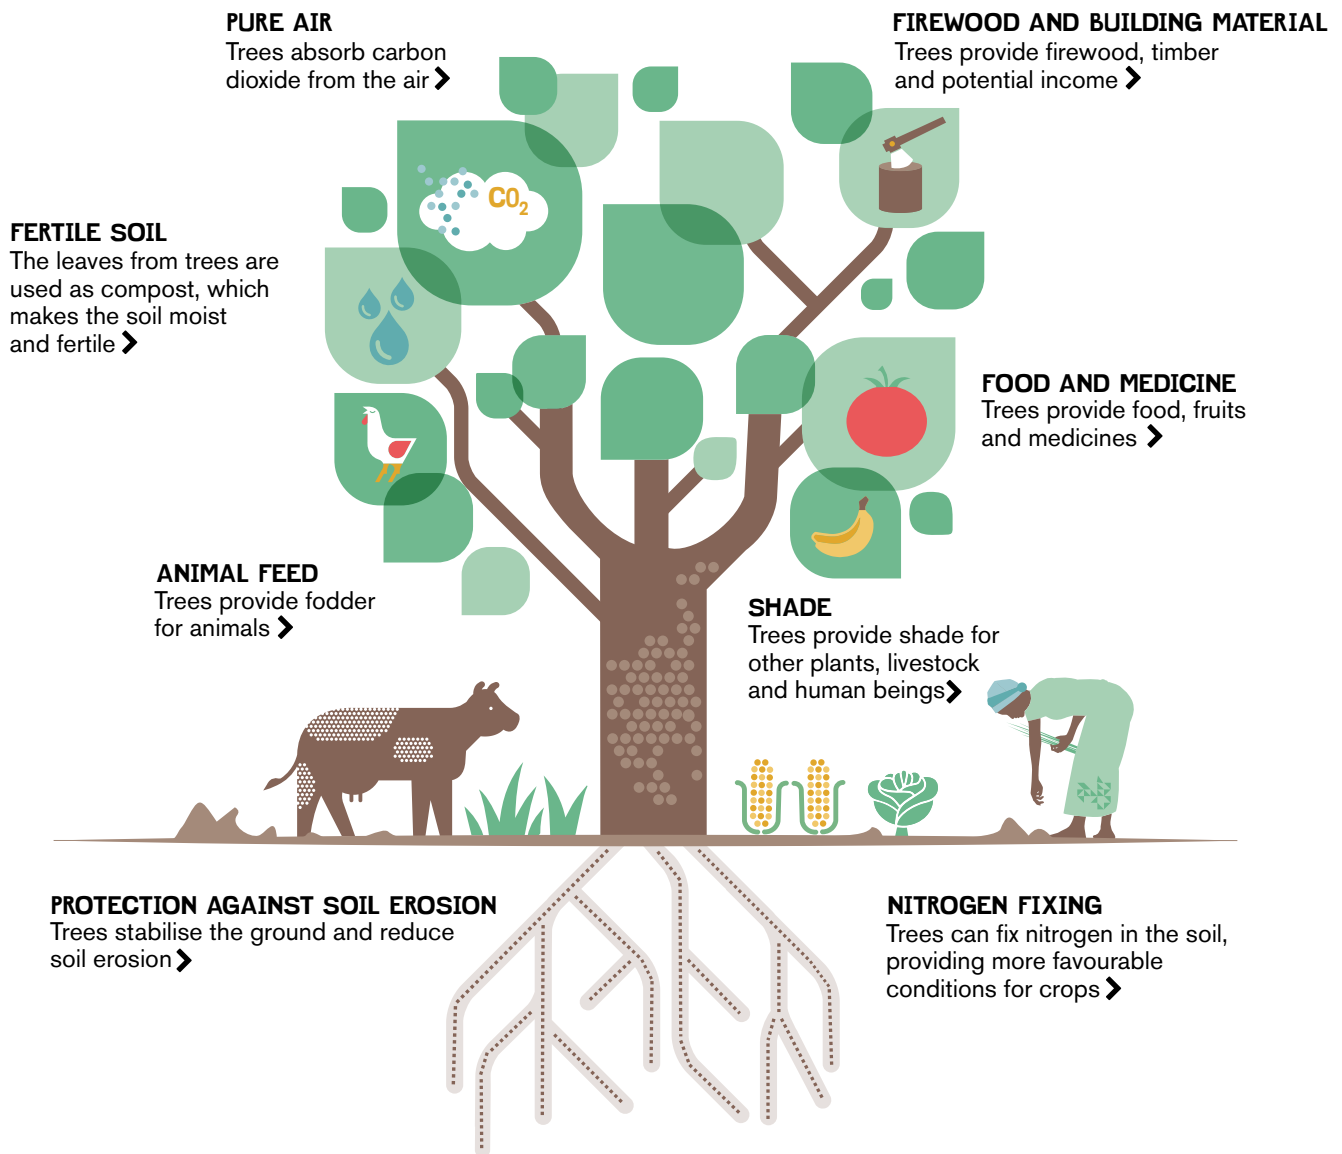 PURE AIR
Trees absorb carbon
dioxide from the air
FIREWOOD AND BUILDING MATERIAL
Trees provide firewood, timber
and potential income
CO2
FERTILE SOIL
The leaves from trees are
used as compost, which
makes the soil moist
and fertile
FOOD AND MEDICINE
Trees provide food, fruits
and medicines
ANIMAL FEED
Trees provide fodder
for animals
SHADE
Trees provide shade for
other plants, livestock
and human beings
PROTECTION AGAINST SOIL EROSION
Trees stabilise the ground and reduce
soil erosion
NITROGEN FIXING
Trees can fix nitrogen in the soil,
providing more favourable
conditions for crops